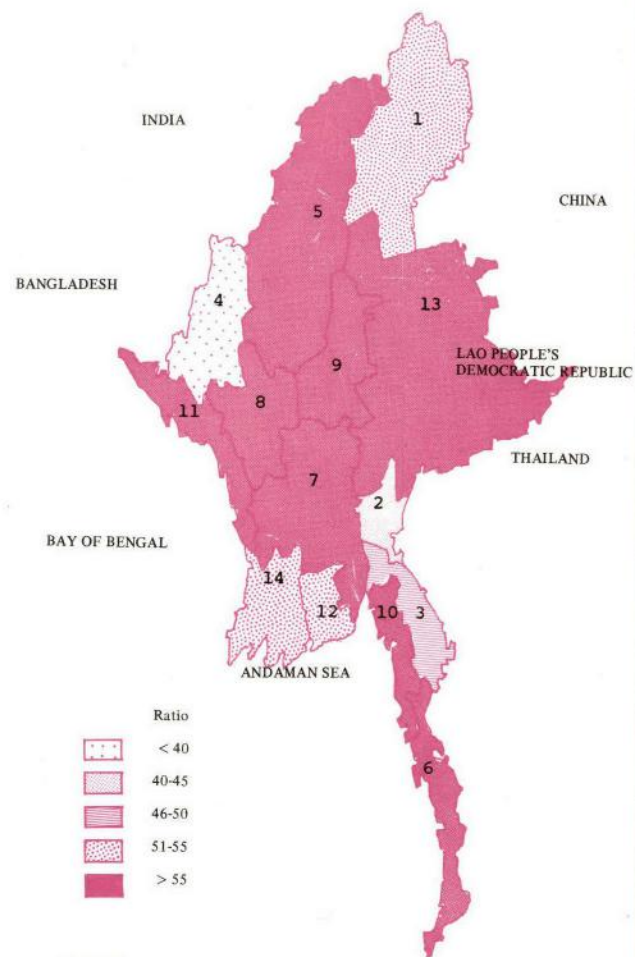 1
INDIA
CHINA
5
BANGLADESH
4
13
LAO PEOPLE'S
DEMOCRATIC REPUBLIC
9
8
11
THAILAND
7
2
BAY OF BENGAL
14
12
10
3
ANDAMAN SEA
Ratio
< 40
6
40-45
46-50
51-55
> 55